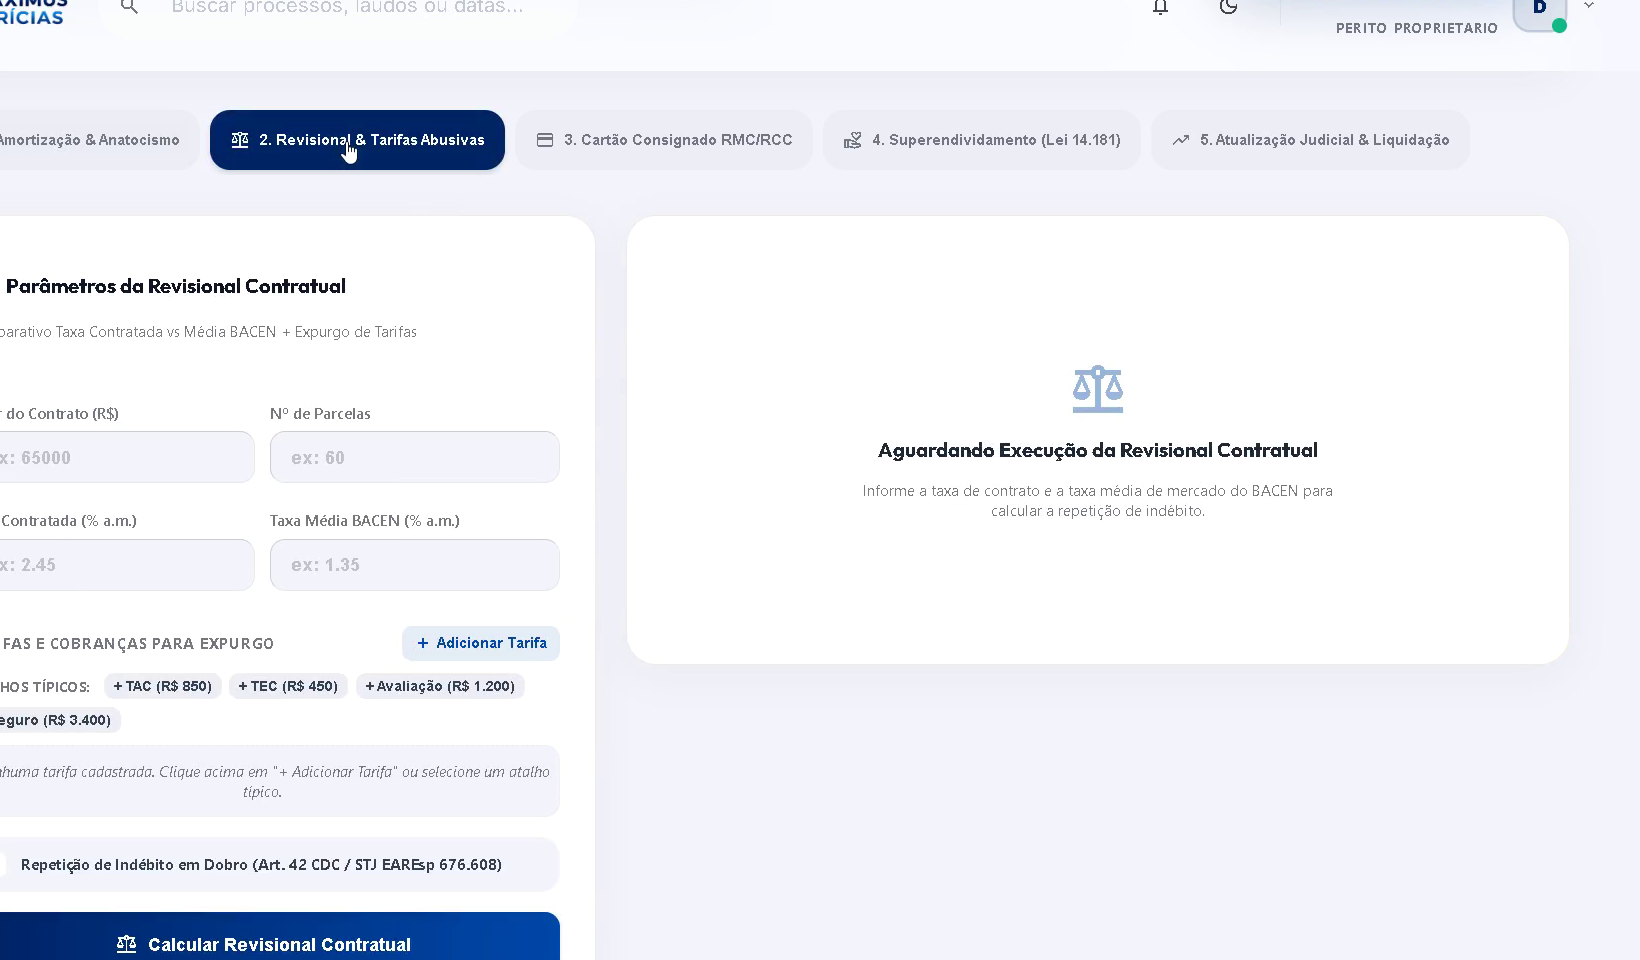 RÍCIAS
Buscar processos, laudos ou datas...
PERITO PROPRIETARIO
D
Amortização & Anatocismo
2. Revisional & Tarifas Abusivas
3. Cartão Consignado RMC/RCC
4. Superendividamento (Lei 14.181)
5. Atualização Judicial & Liquidação
Parâmetros da Revisional Contratual
parativo Taxa Contratada vs Média BACEN + Expurgo de Tarifas
do Contrato (R$)
Nº de Parcelas
x: 65000
ex: 60
Contratada (% a.m.)
Taxa Média BACEN (% a.m.)
x: 2.45
ex: 1.35
FAS E COBRANÇAS PARA EXPURGO
+ Adicionar Tarifa
HOS TÍPICOS:
+ TAC (R$ 850)
+ TEC (R$ 450)
+ Avaliação (R$ 1.200)
eguro (R$ 3.400)
nhuma tarifa cadastrada. Clique acima em "+ Adicionar Tarifa" ou selecione um atalho
típico.
Repetição de Indébito em Dobro (Art. 42 CDC / STJ EAREsp 676.608)
Calcular Revisional Contratual
Aguardando Execução da Revisional Contratual
Informe a taxa de contrato e a taxa média de mercado do BACEN para
calcular a repetição de indébito.